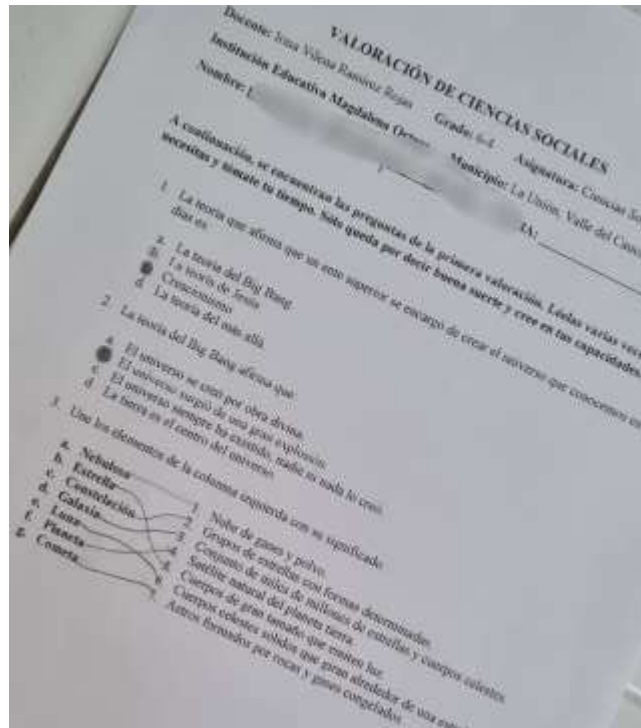 VALORACIÓN DE CIENCIAS SOCIALES
Docente: Irma Vilena Ramírez Rojas Grado: 6-4 Asignatura: Ciencias
Institución Educativa Magdalena Municipio: La Unión, Valle del
Nombre:
A continuación, se encuentran las preguntas de la primera valoración. Léelas varias
necesitas y tómate tu tiempo. Solo queda por decir buena suerte y cree en tus capacidades.
1. La teoría que afirma que un ente superior se encargó de crear el universo que conocemos
días es
a. La teoría del Big Bang
b. La teoría de Jesús
Creacionismo
d. La teoría del más allá
2. La teoría del Big Bang afirma que:
a. El universo se creó por obra divina.
El universo surgió de una gran explosión.
c. El universo siempre ha existido, nadie ni nada lo creó.
d. La tierra es el centro del universo.
3. Une los elementos de la columna izquierda con su significado
a. Nebulosa
b. Estrella
c. Constelación
d. Galaxia
e. Luna
f. Planeta
g. Cometa
1. Nube de gases y polvo.
2. Grupos de estrellas con formas determinadas.
3. Conjunto de miles de millones de estrellas y cuerpos celestes.
4. Satélite natural del planeta tierra.
5. Cuerpos de gran tamaño que emiten luz.
6. Cuerpos celestes sólidos que giran alrededor de una
7. Astros formados por rocas y gases congelados.